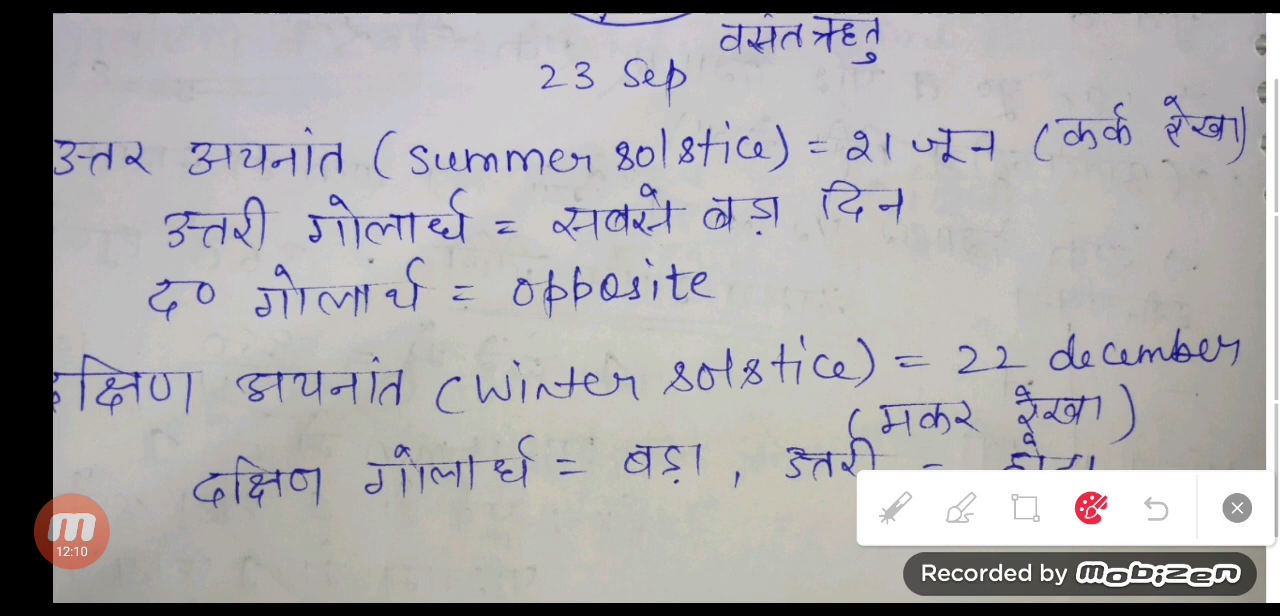 वसंत ऋतु
23 Sep
उत्तर अयनांत (summer solstice) = 21 जून (कर्क रेखा)
उत्तरी गोलार्ध = सबसे बड़ा दिन
द० गोलार्ध = opposite
दक्षिण अयनांत (winter solstice) = 22 december
(मकर रेखा)
दक्षिण गोलार्ध = बड़ा, उत्तरी -
12:10
Recorded by mobizen